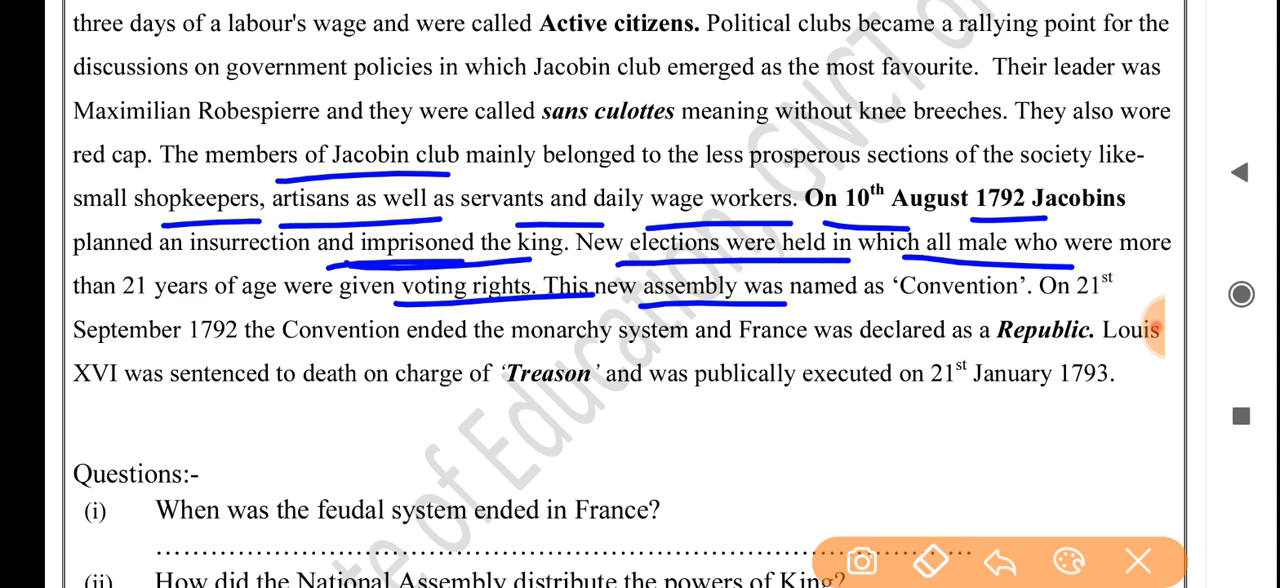 three days of a labour's wage and were called Active citizens. Political clubs became a rallying point for the
discussions on government policies in which Jacobin club emerged as the most favourite. Their leader was
Maximilian Robespierre and they were called sans culottes meaning without knee breeches. They also wore
red cap. The members of Jacobin club mainly belonged to the less prosperous sections of the society like-
small shopkeepers, artisans as well as servants and daily wage workers. On 10th August 1792 Jacobins
planned an insurrection and imprisoned the king. New elections were held in which all male who were more
than 21 years of age were given voting rights. This new assembly was named as ‘Convention’. On 21st
September 1792 the Convention ended the monarchy system and France was declared as a Republic. Louis
XVI was sentenced to death on charge of ‘Treason’ and was publically executed on 21st January 1793.
Questions:-
(i) When was the feudal system ended in France?
(ii) How did the National Assembly distribute the powers of King?
of Education, GNCT of